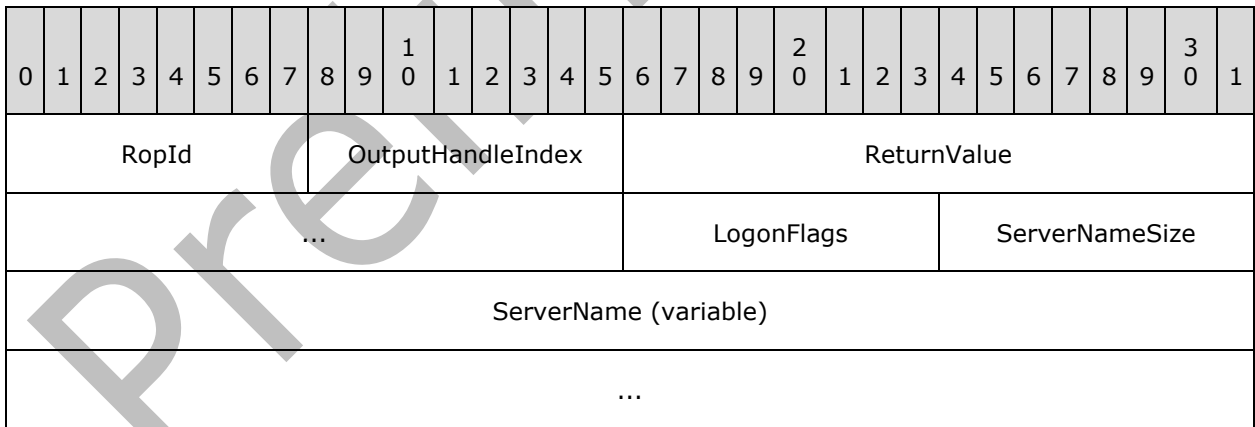 1 2 3
0 1 2 3 4 5 6 7 8 9 0 1 2 3 4 5 6 7 8 9 0 1 2 3 4 5 6 7 8 9 0 1
RopId OutputHandleIndex ReturnValue
... LogonFlags ServerNameSize
ServerName (variable)
...